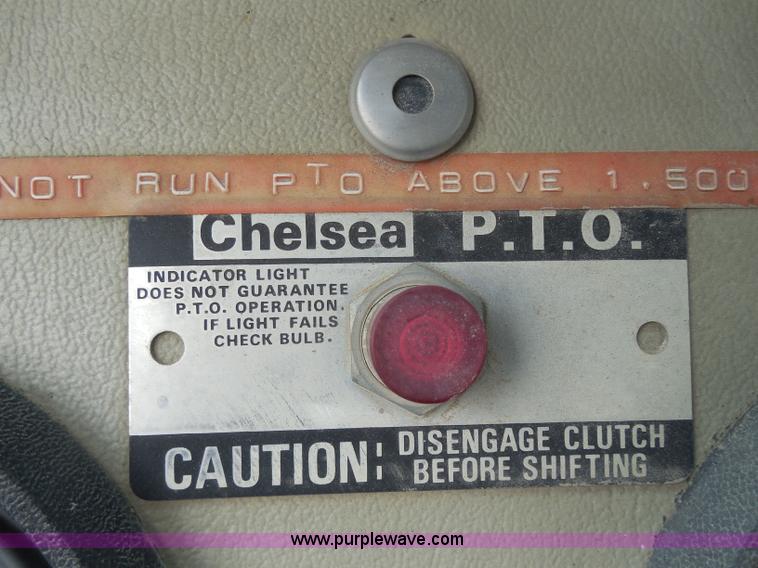 NOT RUN PTO ABOVE 1,500
Chelsea P.T.O.
INDICATOR LIGHT
DOES NOT GUARANTEE
P.T.O. OPERATION.
IF LIGHT FAILS
CHECK BULB.
CAUTION: DISENGAGE CLUTCH
BEFORE SHIFTING
www.purplewave.com